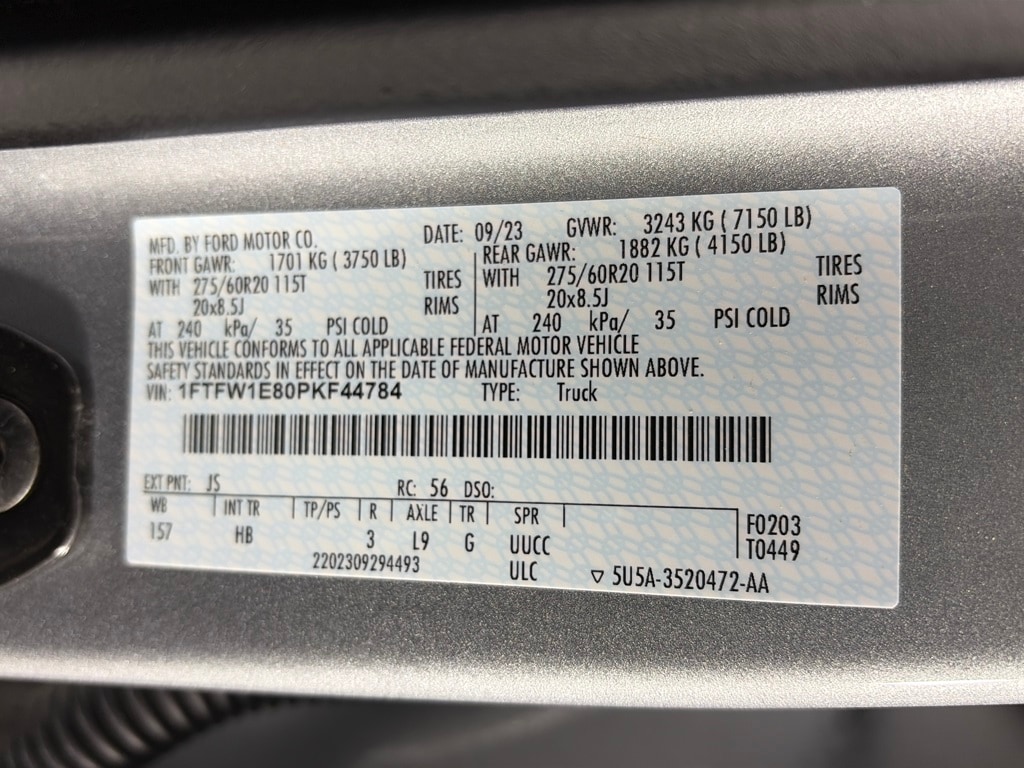 MFD. BY FORD MOTOR CO. DATE: 09/23 GVWR: 3243 KG ( 7150 LB)
FRONT GAWR: 1701 KG ( 3750 LB) REAR GAWR: 1882 KG ( 4150 LB)
WITH 275/60R20 115T TIRES WITH 275/60R20 115T TIRES
20x8.5J RIMS 20x8.5J RIMS
AT 240 kPa/ 35 PSI COLD AT 240 kPa/ 35 PSI COLD
THIS VEHICLE CONFORMS TO ALL APPLICABLE FEDERAL MOTOR VEHICLE
SAFETY STANDARDS IN EFFECT ON THE DATE OF MANUFACTURE SHOWN ABOVE.
VIN: 1FTFW1E80PKF44784 TYPE: Truck
EXT PNT: JS RC: 56 DSO:
WB INT TR TP/PS R AXLE TR SPR F0203
157 HB 3 L9 G UUCC T0449
2202309294493 ULC ▽ 5U5A-3520472-AA